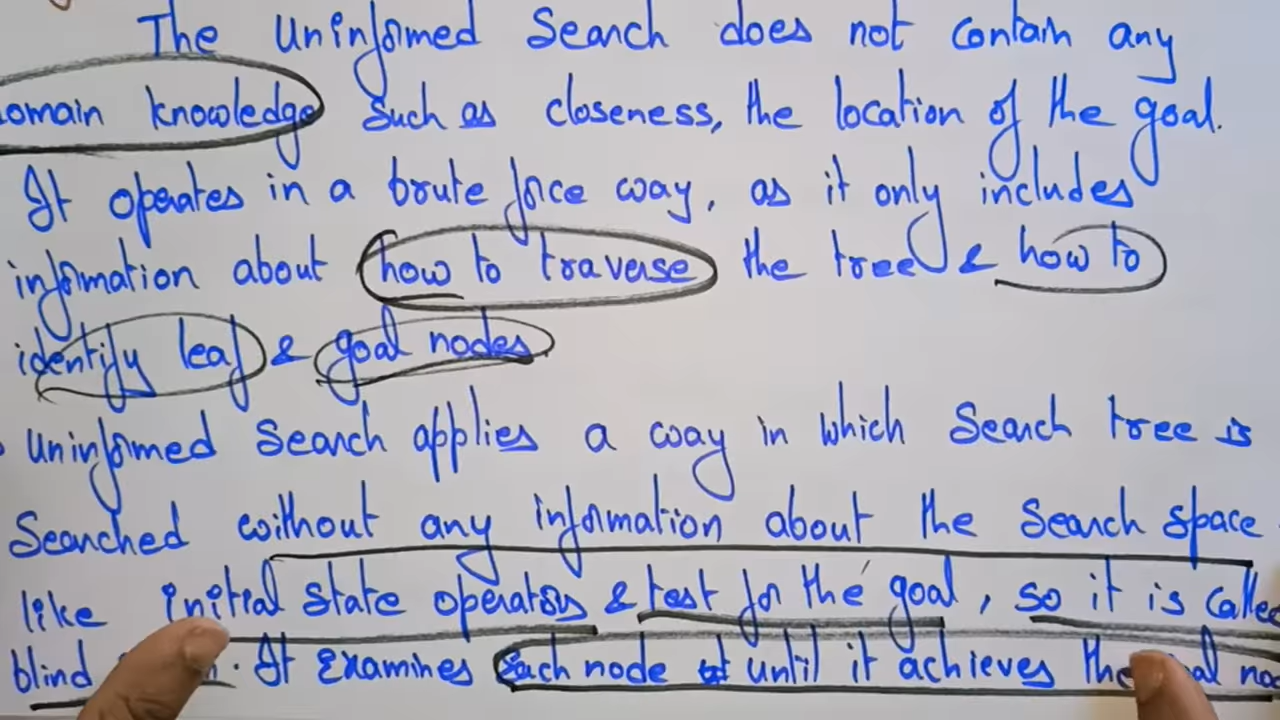 The Uninformed Search does not contain any
omain knowledge such as closeness, the location of the goal.
It operates in a brute force way, as it only includes
information about how to traverse the tree & how to
identify leaf & goal nodes
Uninformed Search applies a way in which Search tree is
Searched without any information about the search space
like initial state operators & test for the goal, so it is calle
blind . It examines each node until it achieves the no